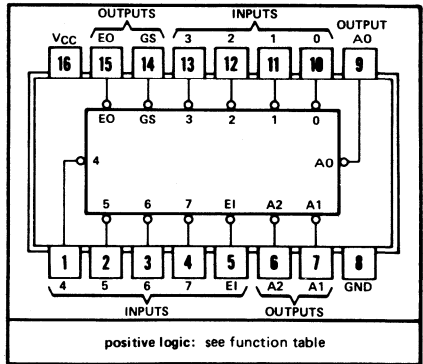 OUTPUTS INPUTS OUTPUT
VCC EO GS 3 2 1 0 A0
16 15 14 13 12 11 10 9
EO GS 3 2 1 0
4 A0
5 6 7 EI A2 A1
1 2 3 4 5 6 7 8
4 5 6 7 EI A2 A1 GND
INPUTS OUTPUTS
positive logic: see function table